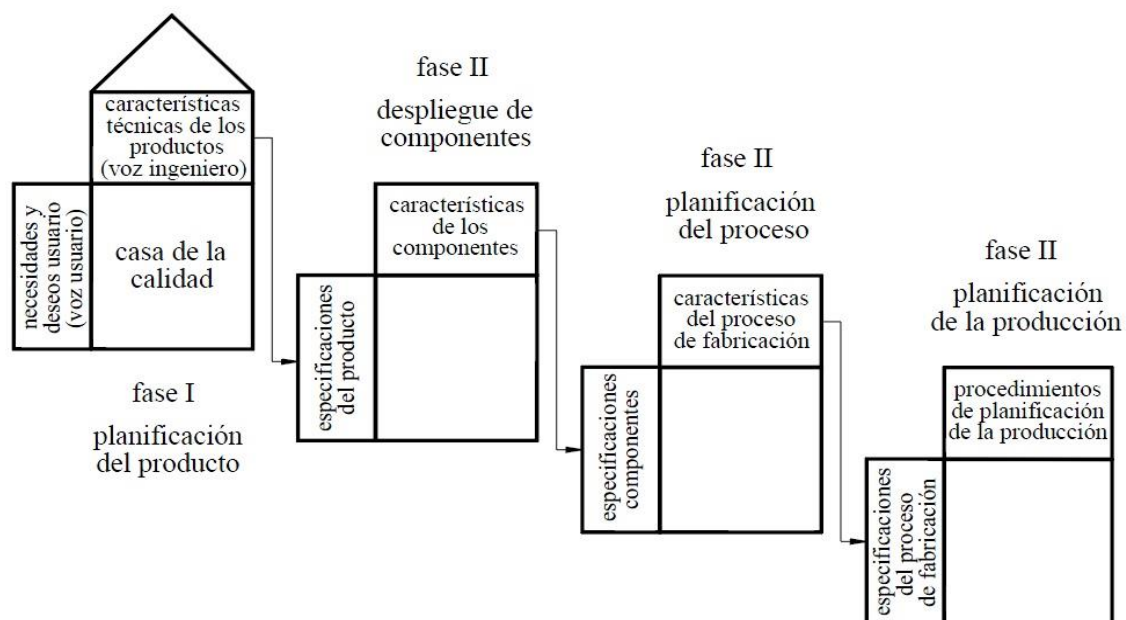 características
técnicas de los
productos
(voz ingeniero)
necesidades y
deseos usuario
(voz usuario)
casa de la
calidad
fase I
planificación
del producto
fase II
despliegue de
componentes
características
de los
componentes
especificaciones
del producto
fase II
planificación
del proceso
características
del proceso
de fabricación
especificaciones
componentes
fase II
planificación
de la producción
procedimientos
de planificación
de la producción
especificaciones
del proceso
de fabricación